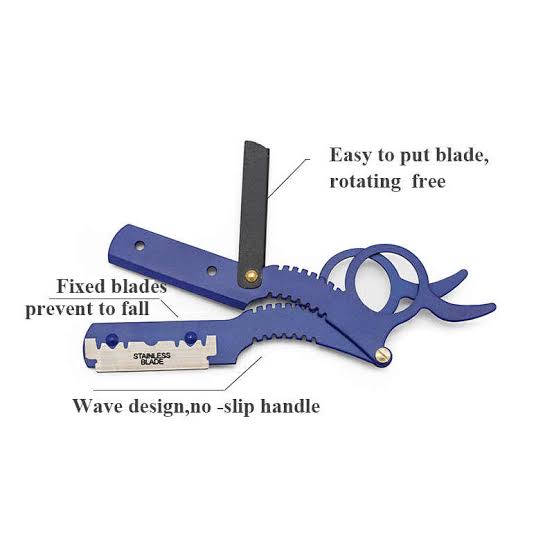 Easy to put blade,
rotating free
Fixed blades
prevent to fall
STAINLESS
BLADE
Wave design,no -slip handle